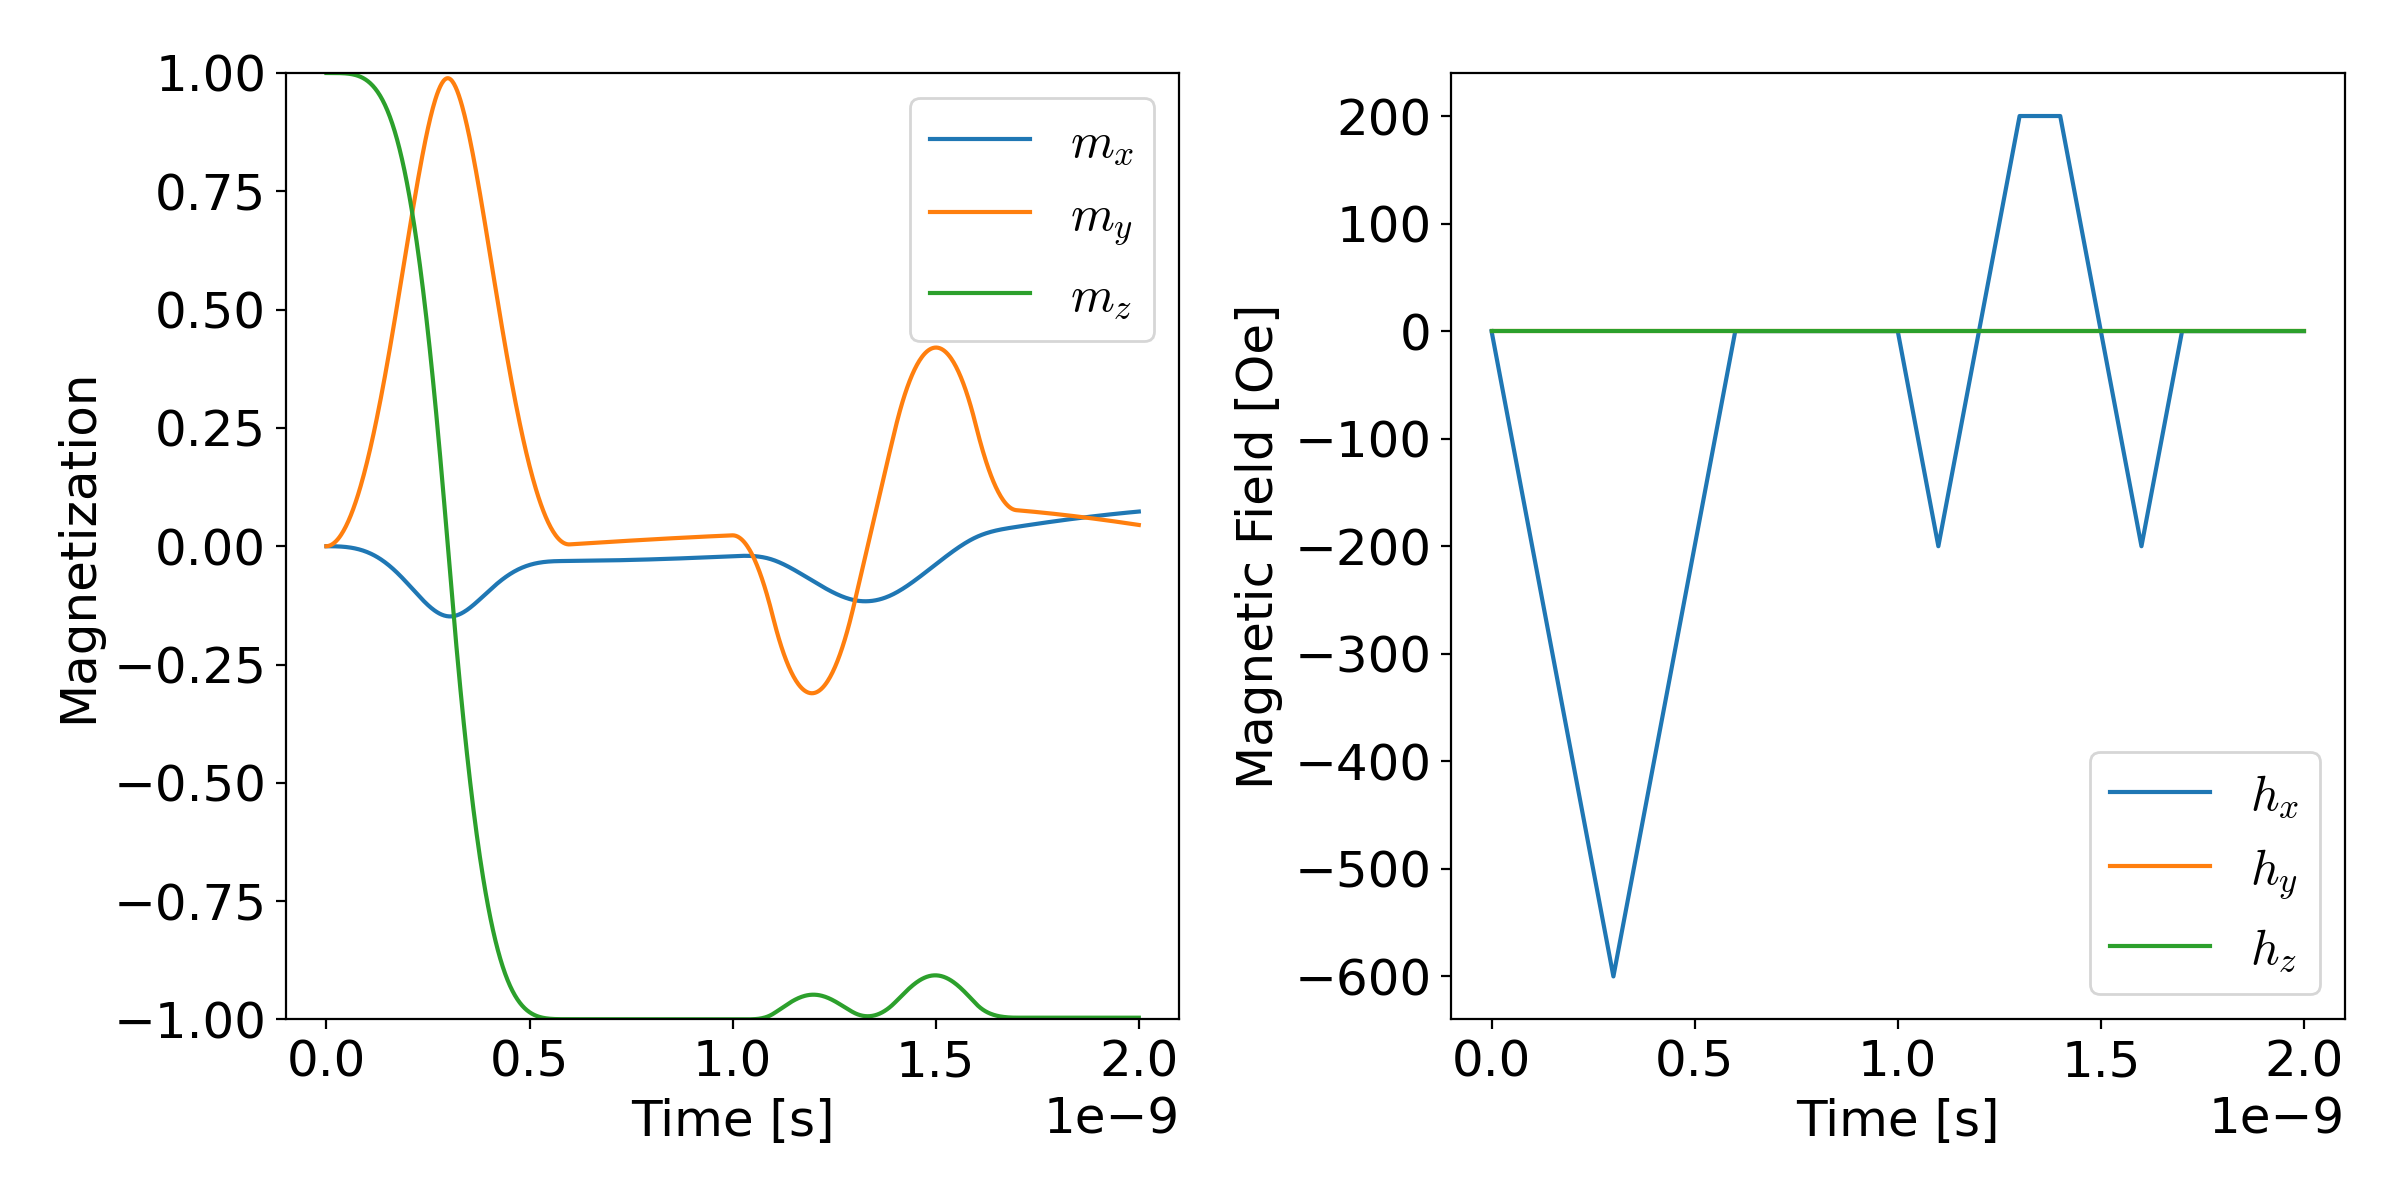 Magnetization
1.00
0.75
0.50
0.25
0.00
−0.25
−0.50
−0.75
−1.00
m_x
m_y
m_z
0.0 0.5 1.0 1.5 2.0
Time [s]
1e−9
Magnetic Field [Oe]
200
100
0
−100
−200
−300
−400
−500
−600
h_x
h_y
h_z
0.0 0.5 1.0 1.5 2.0
Time [s]
1e−9